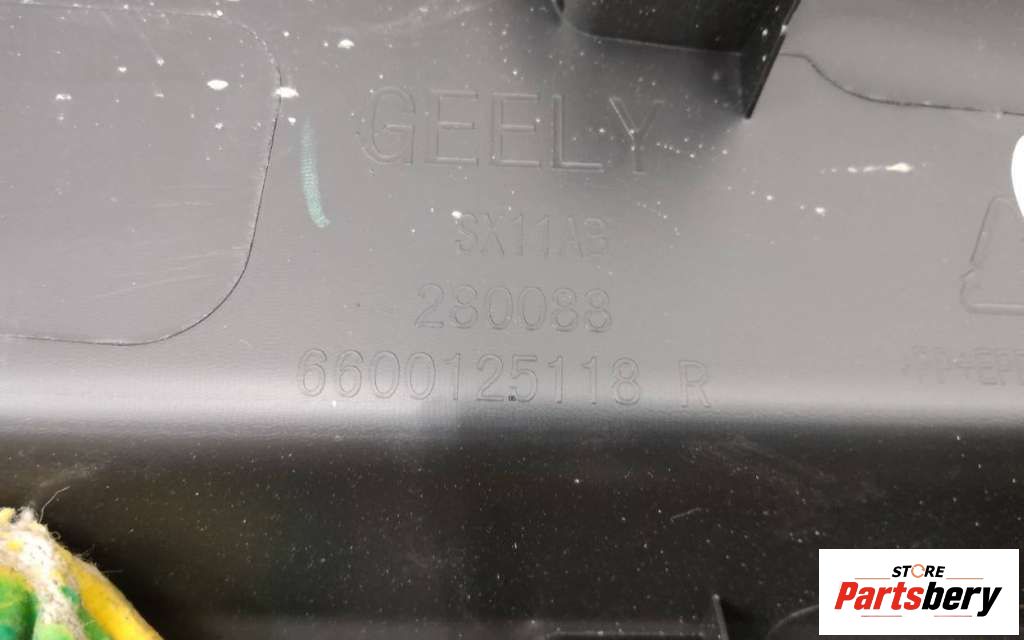 GEELY
SX11AB
280088
6600125118 R
STORE
Partsbery